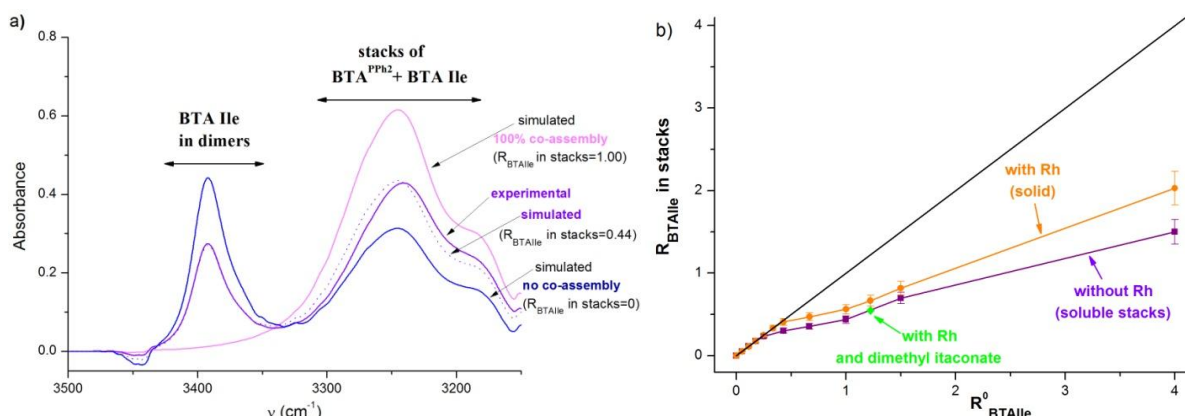 a)
Absorbance
0.8
0.6
0.4
0.2
0.0
3500
3400
3300
3200
ν (cm⁻¹)
BTA Ile
in dimers
stacks of
BTA^PPh2 + BTA Ile
simulated
100% co-assembly
(R_BTAIle in stacks=1.00)
experimental
simulated
(R_BTAIle in stacks=0.44)
simulated
no co-assembly
(R_BTAIle in stacks=0)
b)
R_BTAIle in stacks
4
3
2
1
0
0
1
2
3
4
R⁰_BTAIle
with Rh
(solid)
without Rh
(soluble stacks)
with Rh
and dimethyl itaconate